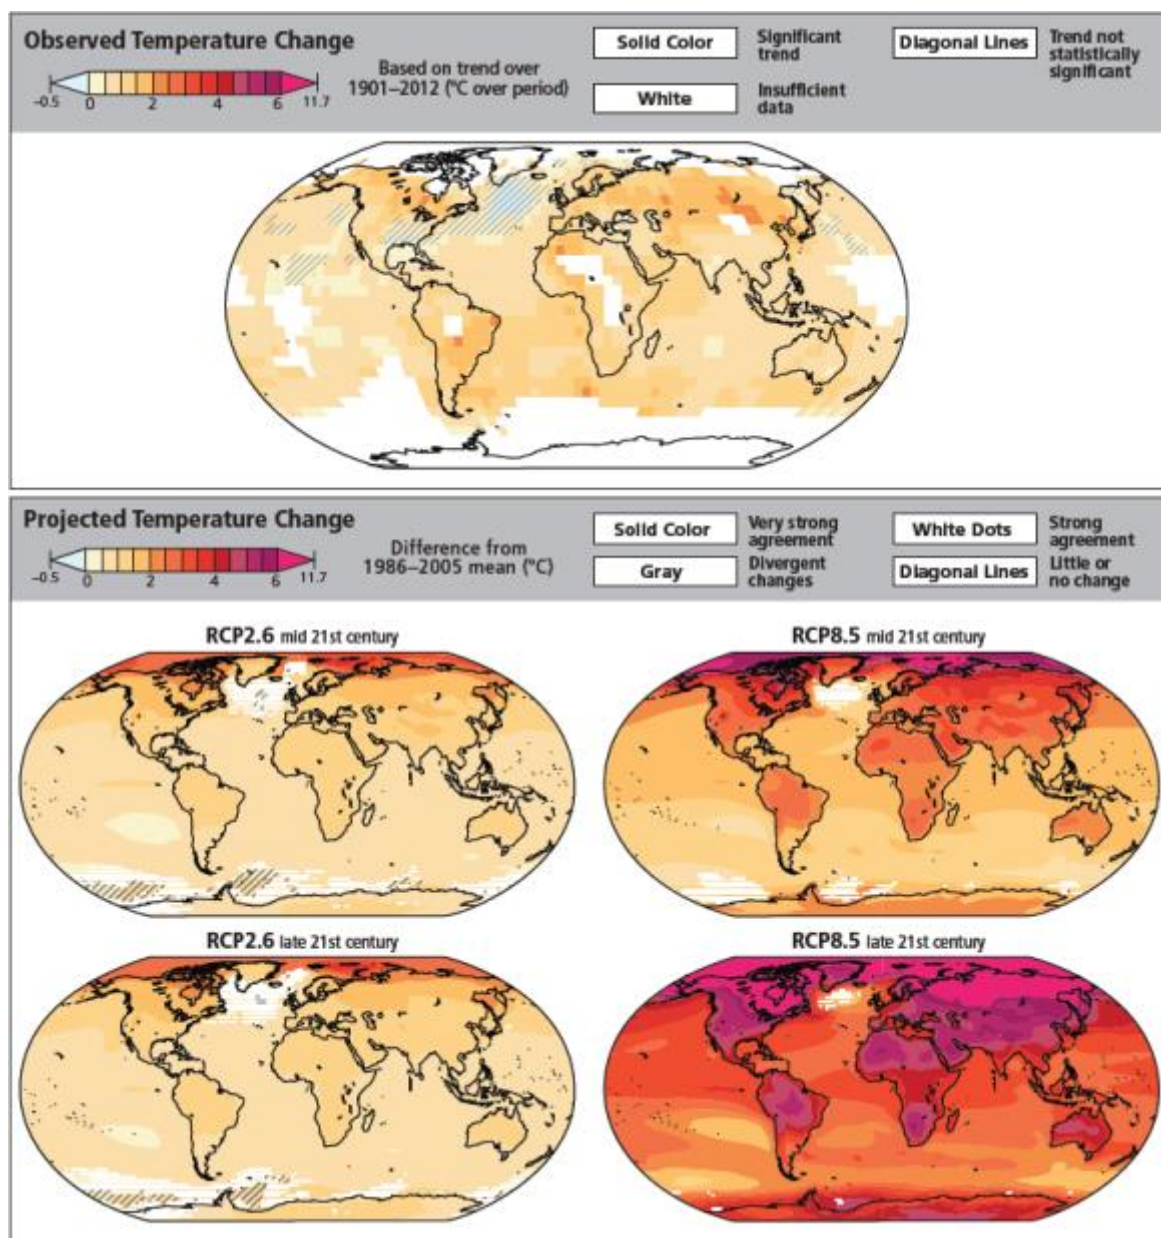 Observed Temperature Change
−0.5 0 2 4 6 11.7
Based on trend over
1901–2012 (°C over period)
Solid Color
Significant
trend
White
Insufficient
data
Diagonal Lines
Trend not
statistically
significant
Projected Temperature Change
−0.5 0 2 4 6 11.7
Difference from
1986–2005 mean (°C)
Solid Color
Very strong
agreement
Gray
Divergent
changes
White Dots
Strong
agreement
Diagonal Lines
Little or
no change
RCP2.6 mid 21st century
RCP8.5 mid 21st century
RCP2.6 late 21st century
RCP8.5 late 21st century